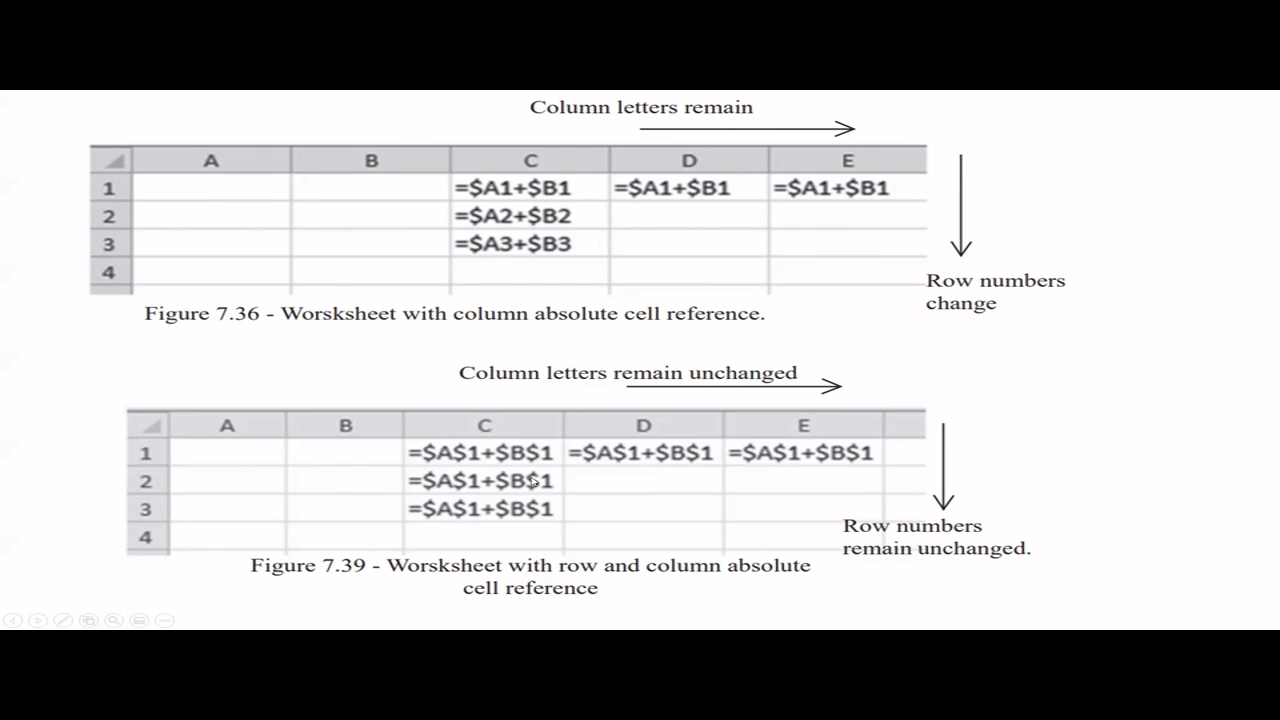 Column letters remain
A B C D E
1 =$A1+$B1 =$A1+$B1 =$A1+$B1
2 =$A2+$B2
3 =$A3+$B3
4
Row numbers
change
Figure 7.36 - Worsksheet with column absolute cell reference.
Column letters remain unchanged
A B C D E
1 =$A$1+$B$1 =$A$1+$B$1 =$A$1+$B$1
2 =$A$1+$B$1
3 =$A$1+$B$1
4
Row numbers
remain unchanged.
Figure 7.39 - Worsksheet with row and column absolute
cell reference